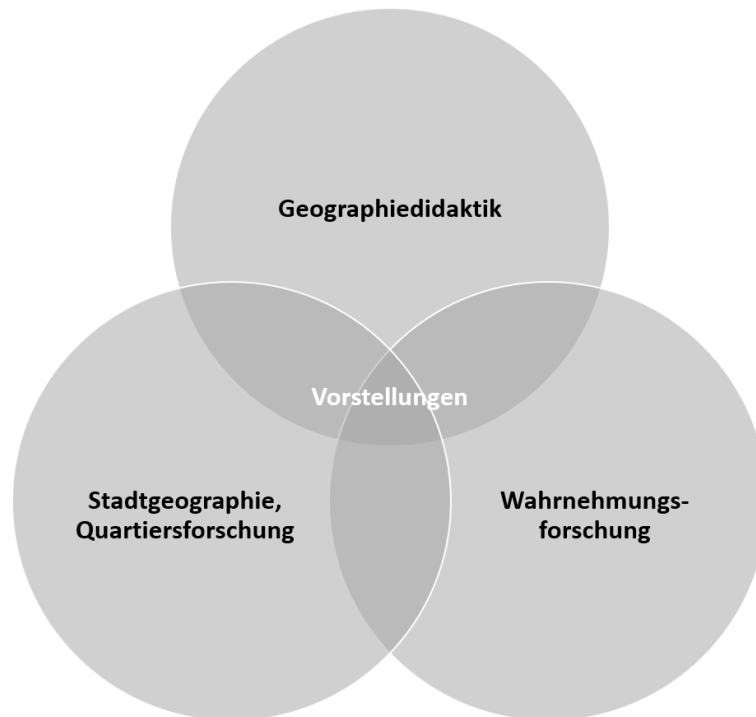 Geographiedidaktik
Vorstellungen
Stadtgeographie,
Quartiersforschung
Wahrnehmungs-
forschung